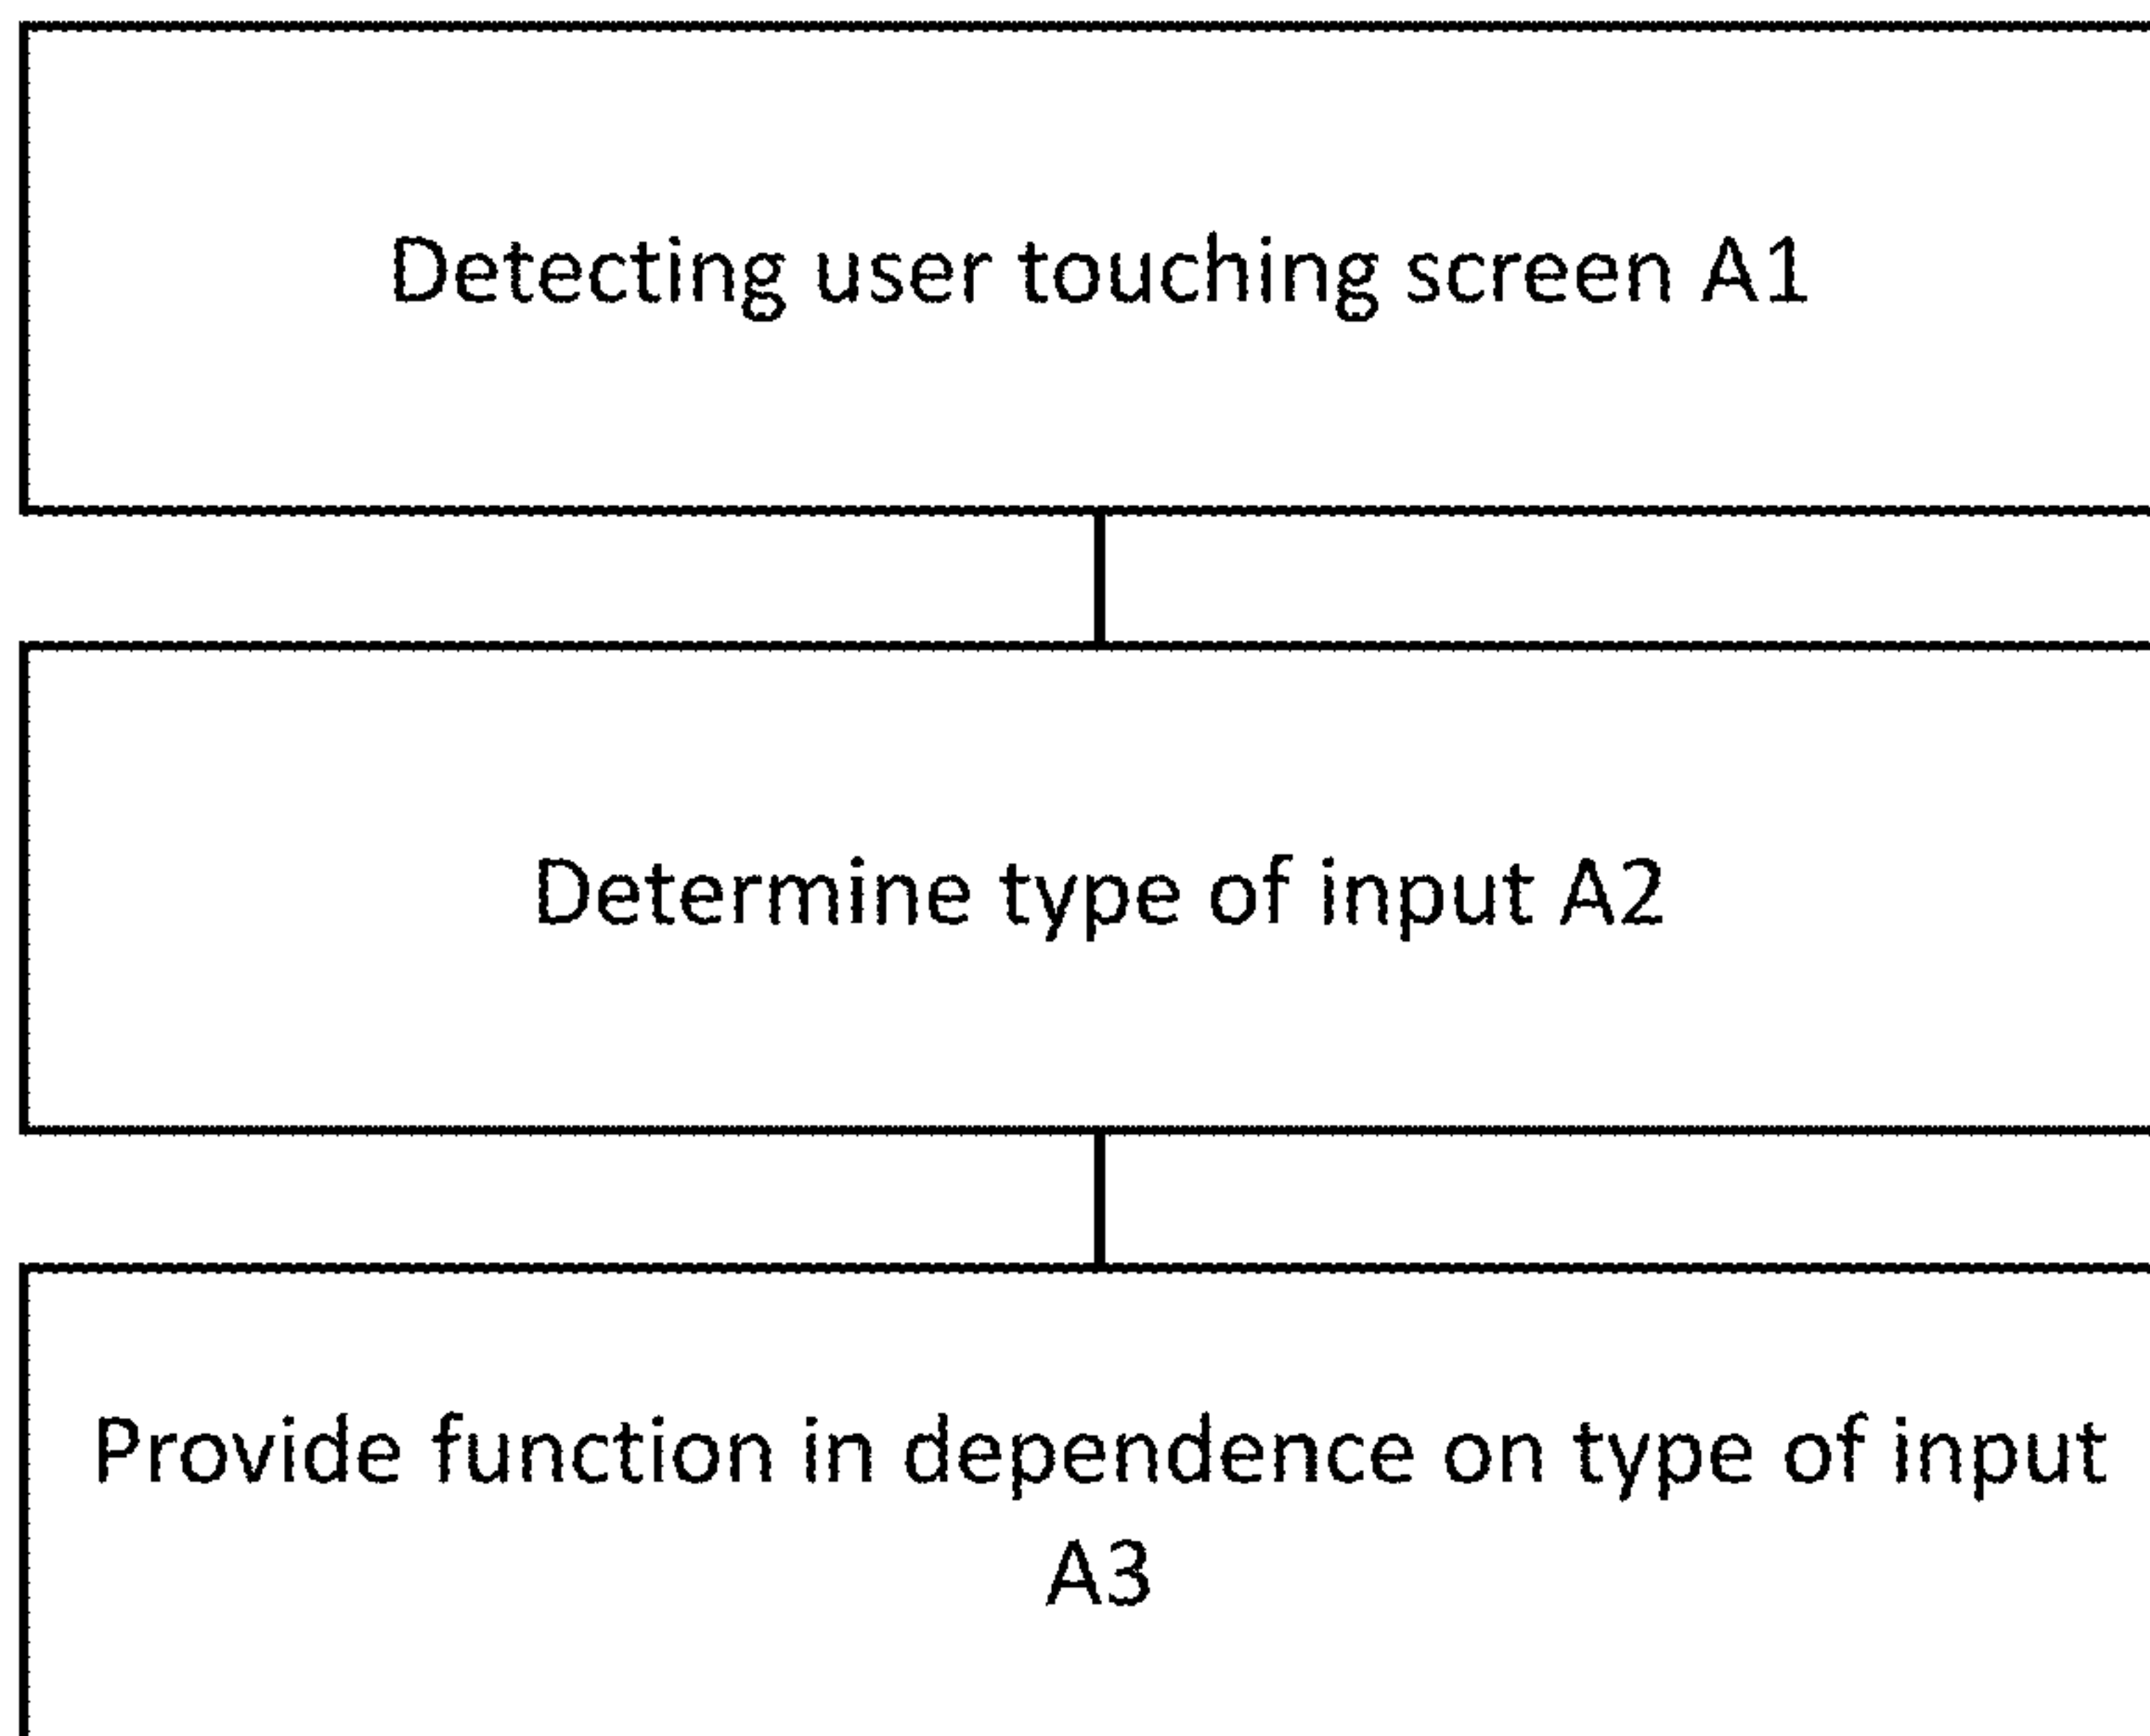 Detecting user touching screen A1
Determine type of input A2
Provide function in dependence on type of input
A3